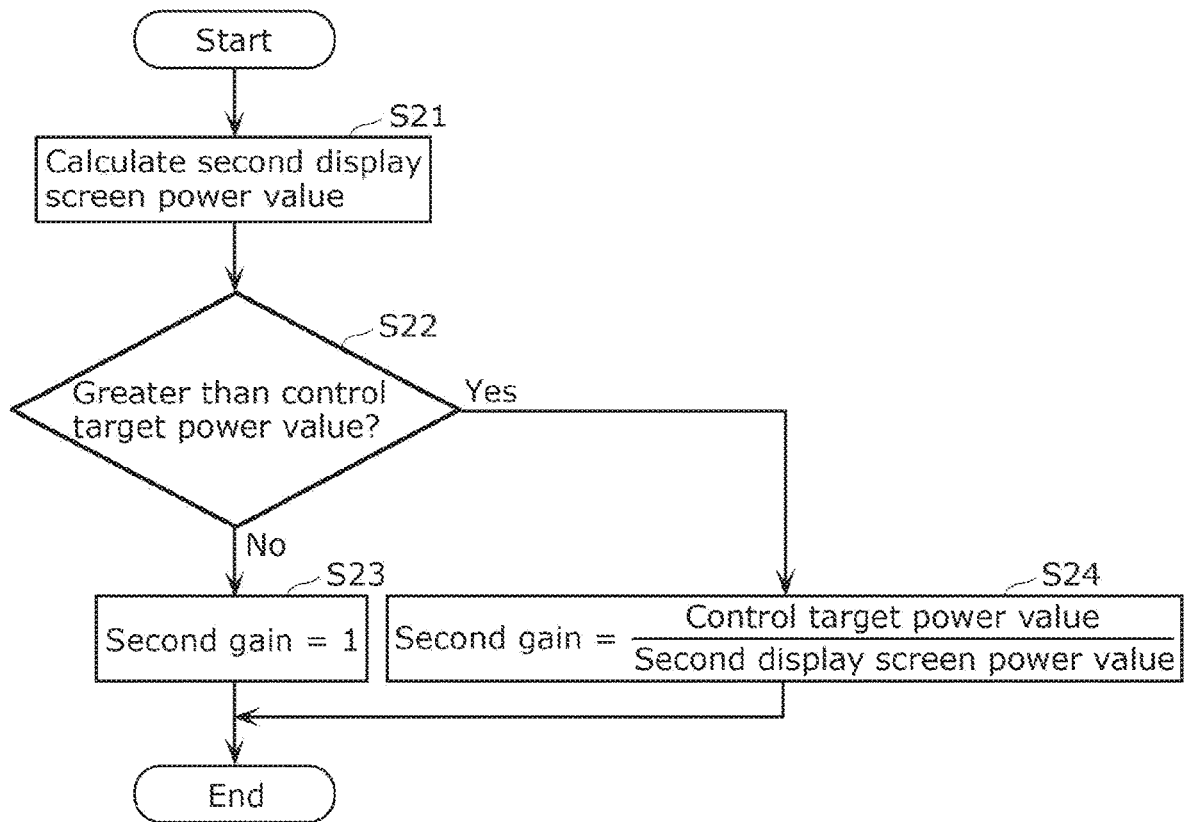 Start
S21
Calculate second display
screen power value
S22
Greater than control
target power value?
Yes
No
S23
Second gain = 1
S24
Second gain = Control target power value
Second display screen power value
End